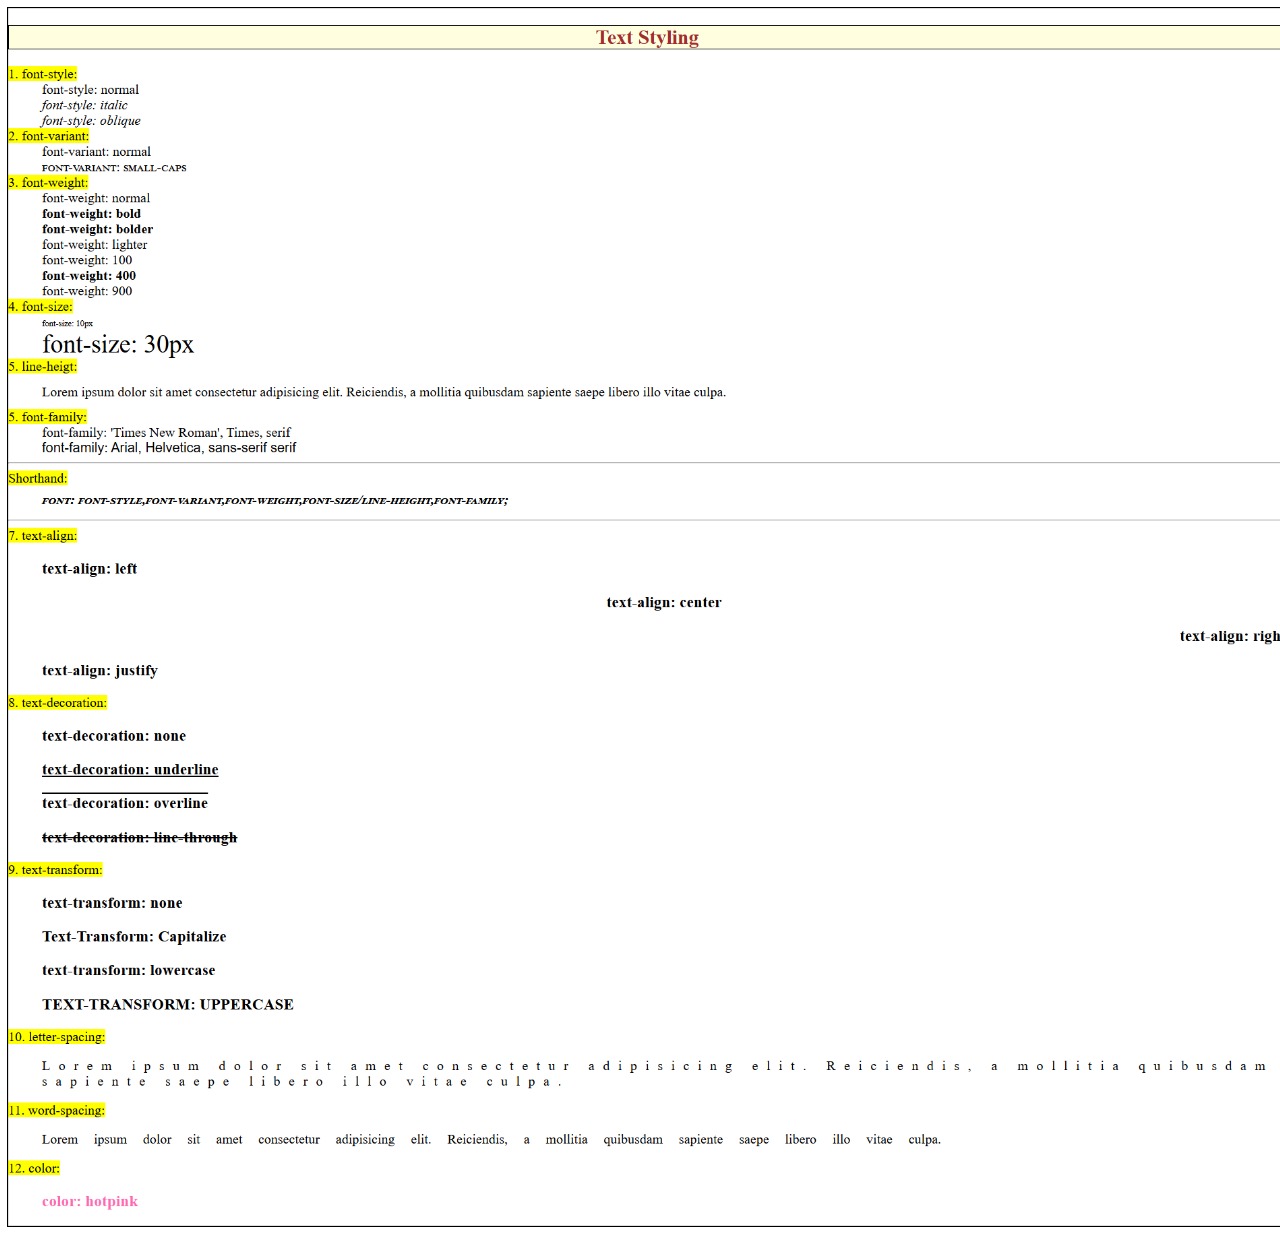 Text Styling
1. font-style:
font-style: normal
font-style: italic
font-style: oblique
2. font-variant:
font-variant: normal
FONT-VARIANT: SMALL-CAPS
3. font-weight:
font-weight: normal
font-weight: bold
font-weight: bolder
font-weight: lighter
font-weight: 100
font-weight: 400
font-weight: 900
4. font-size:
font-size: 10px
font-size: 30px
5. line-heigt:
Lorem ipsum dolor sit amet consectetur adipisicing elit. Reiciendis, a mollitia quibusdam sapiente saepe libero illo vitae culpa.
5. font-family:
font-family: 'Times New Roman', Times, serif
font-family: Arial, Helvetica, sans-serif serif
Shorthand:
FONT: FONT-STYLE,FONT-VARIANT,FONT-WEIGHT,FONT-SIZE/LINE-HEIGHT,FONT-FAMILY;
7. text-align:
text-align: left
text-align: center
text-align: righ
text-align: justify
8. text-decoration:
text-decoration: none
text-decoration: underline
text-decoration: overline
text-decoration: line-through
9. text-transform:
text-transform: none
Text-Transform: Capitalize
text-transform: lowercase
TEXT-TRANSFORM: UPPERCASE
10. letter-spacing:
Lorem ipsum dolor sit amet consectetur adipisicing elit. Reiciendis, a mollitia quibusdam
sapiente saepe libero illo vitae culpa.
11. word-spacing:
Lorem ipsum dolor sit amet consectetur adipisicing elit. Reiciendis, a mollitia quibusdam sapiente saepe libero illo vitae culpa.
12. color:
color: hotpink